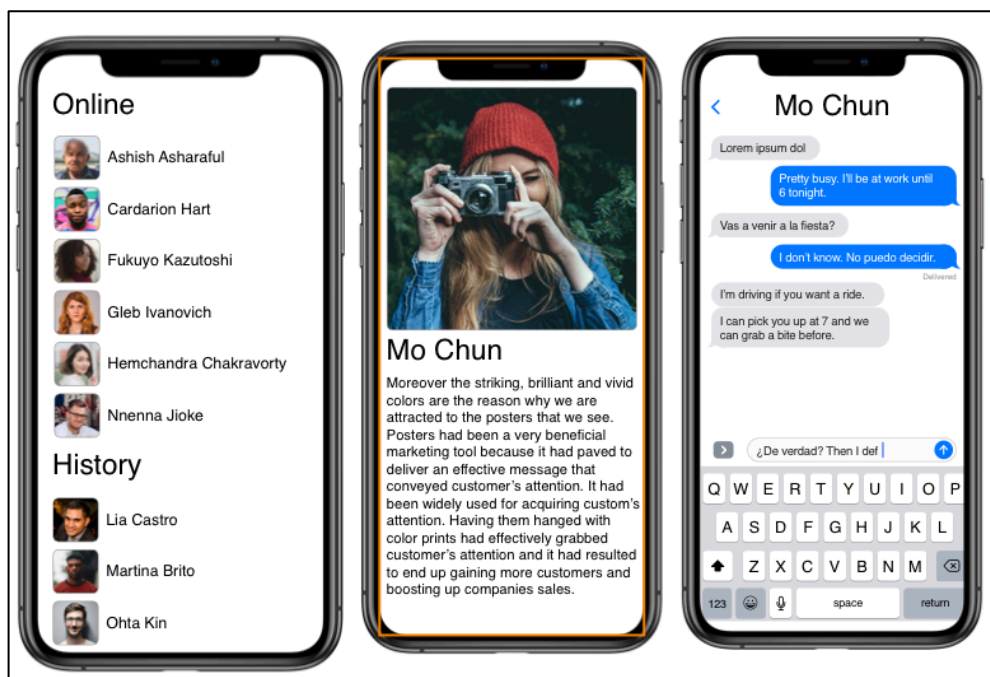 Online
Ashish Asharaful
Cardarion Hart
Fukuyo Kazutoshi
Gleb Ivanovich
Hemchandra Chakravorty
Nnenna Jioke
History
Lia Castro
Martina Brito
Ohta Kin
Mo Chun
Moreover the striking, brilliant and vivid
colors are the reason why we are
attracted to the posters that we see.
Posters had been a very beneficial
marketing tool because it had paved to
deliver an effective message that
conveyed customer's attention. It had
been widely used for acquiring custom's
attention. Having them hanged with
color prints had effectively grabbed
customer's attention and it had resulted
to end up gaining more customers and
boosting up companies sales.
Mo Chun
Lorem ipsum dol
Pretty busy. I'll be at work until
6 tonight.
Vas a venir a la fiesta?
I don't know. No puedo decidir.
Delivered
I'm driving if you want a ride.
I can pick you up at 7 and we
can grab a bite before.
¿De verdad? Then I def
Q W E R T Y U I O P
A S D F G H J K L
Z X C V B N M
123 space return